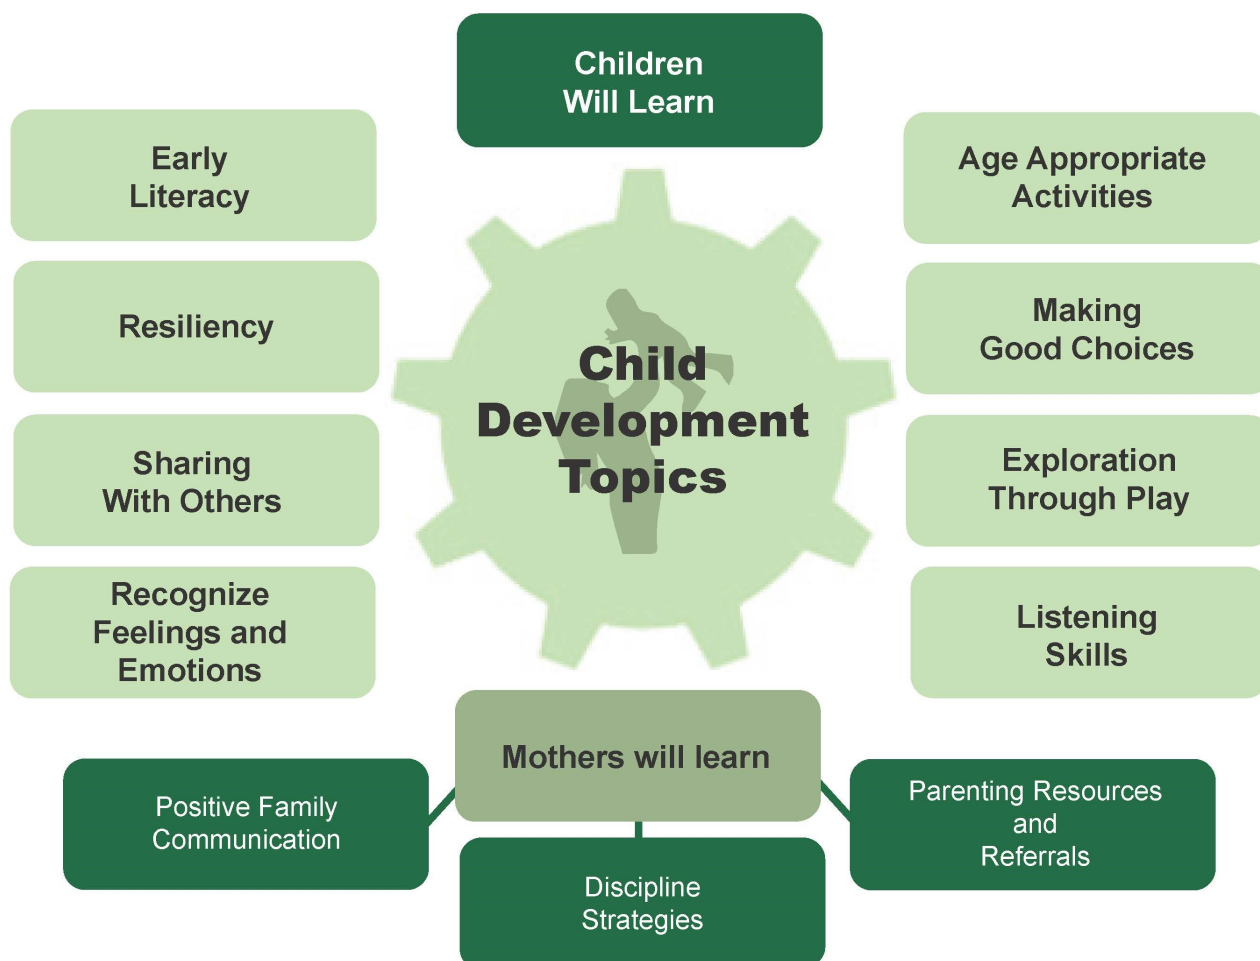 Children
Will Learn
Early
Literacy
Resiliency
Sharing
With Others
Recognize
Feelings and
Emotions
Child
Development
Topics
Age Appropriate
Activities
Making
Good Choices
Exploration
Through Play
Listening
Skills
Mothers will learn
Positive Family
Communication
Discipline
Strategies
Parenting Resources
and
Referrals